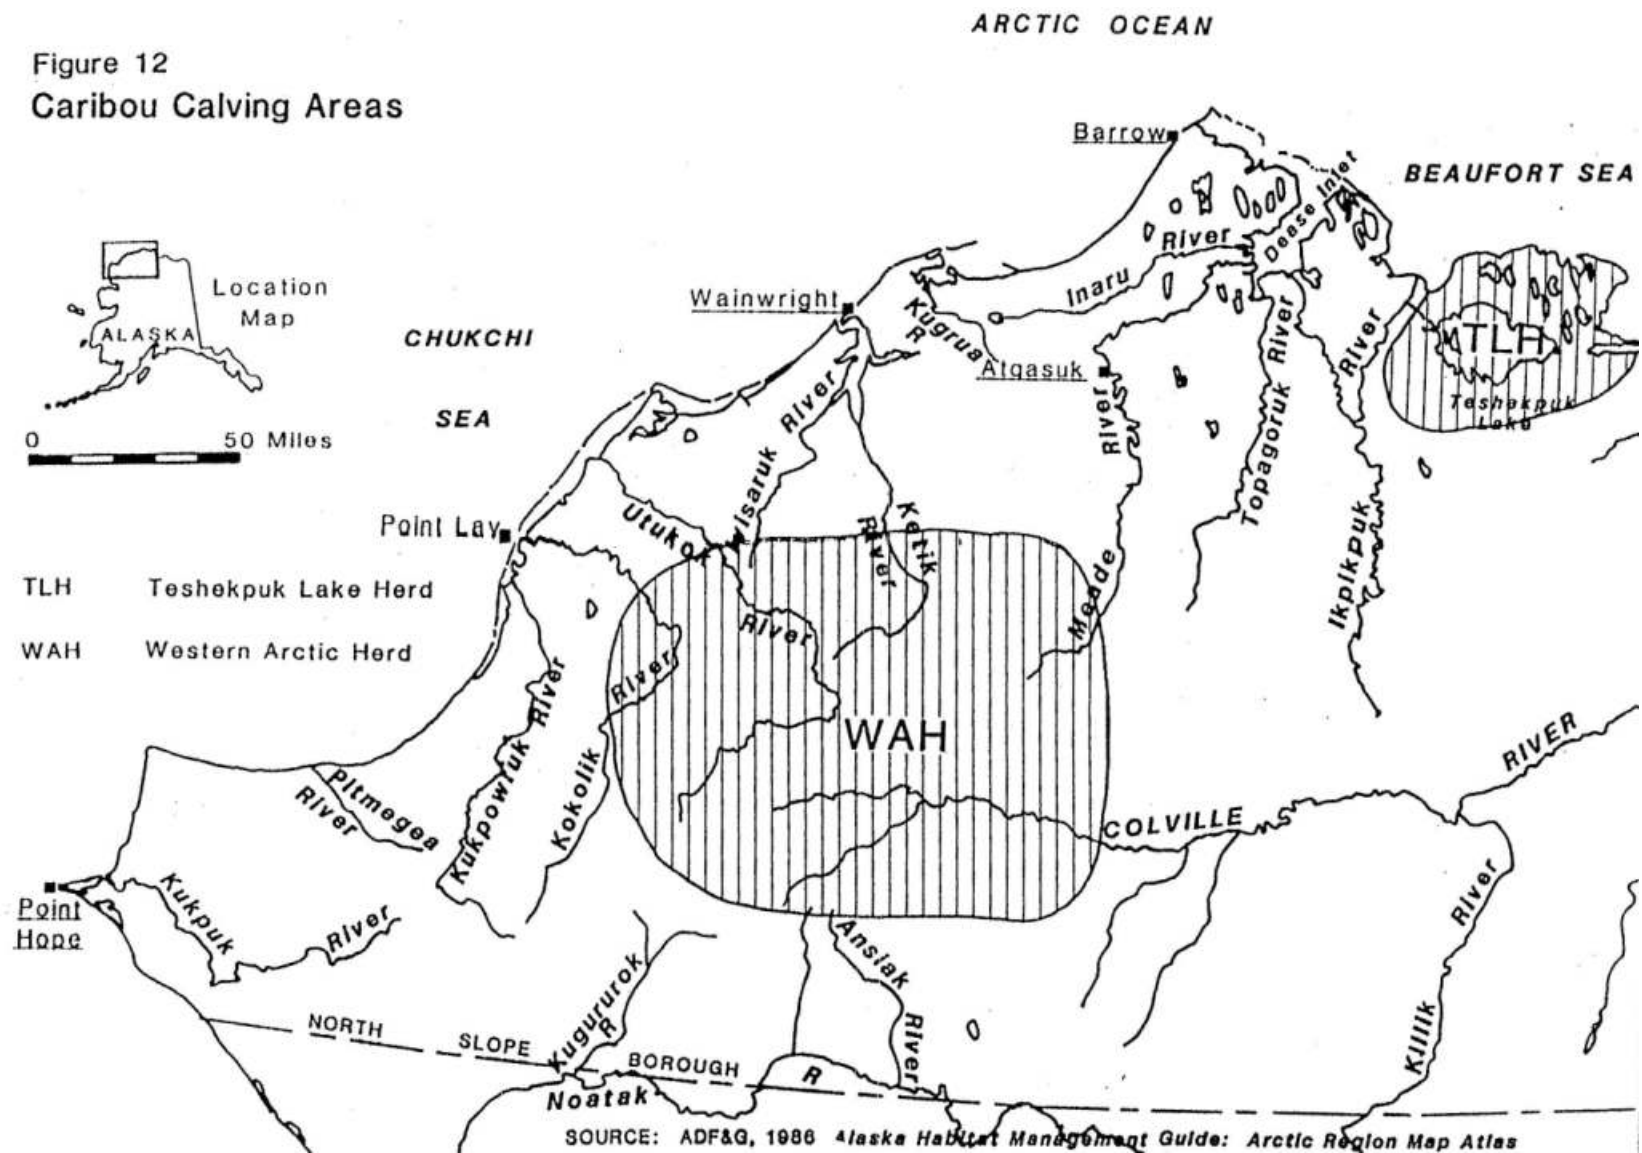 ARCTIC OCEAN
Figure 12
Caribou Calving Areas
Barrow
BEAUFORT SEA
Dease Inlet
River
Inaru
Location
Map
ALASKA
Wainwright
CHUKCHI
SEA
Kugrua
R
Atqasuk
TLH
Teshekpuk
Lake
0 50 Miles
River
Wisaruk
River
Topagoruk River
River
Ikpikpuk
Point Lay
Utukok
River
Ketik
River
Meade
TLH Teshekpuk Lake Herd
WAH Western Arctic Herd
River
Kokolik
River
Kukpowruk
WAH
RIVER
COLVILLE
Pitmegea
River
Point
Hope
Kukpuk
River
Ansiak
River
River
Killik
Kugururok
R
NORTH SLOPE BOROUGH
Noatak
R
SOURCE: ADF&G, 1986 Alaska Habitat Management Guide: Arctic Region Map Atlas